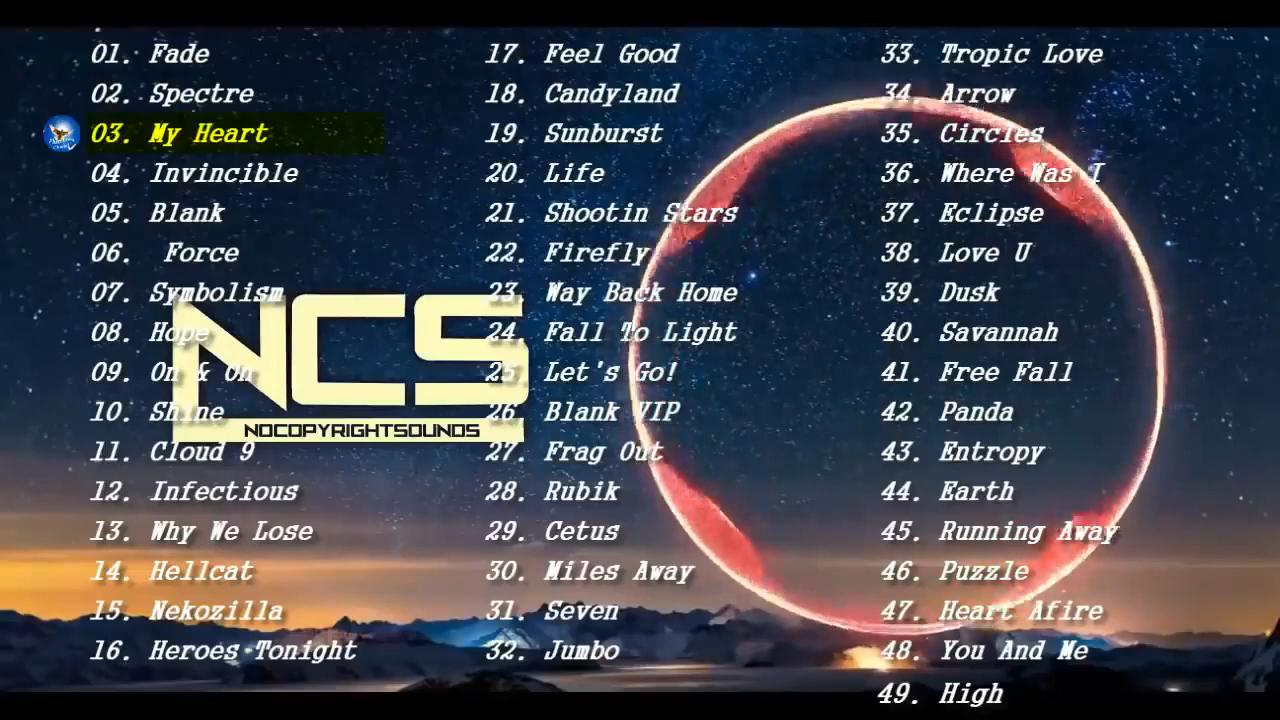 01. Fade
02. Spectre
03. My Heart
04. Invincible
05. Blank
06. Force
07. Symbolism
08. Hope
09. On & On
10. Shine
11. Cloud 9
12. Infectious
13. Why We Lose
14. Hellcat
15. Nekozilla
16. Heroes Tonight
17. Feel Good
18. Candyland
19. Sunburst
20. Life
21. Shootin Stars
22. Firefly
23. Way Back Home
24. Fall To Light
25. Let's Go!
26. Blank VIP
27. Frag Out
28. Rubik
29. Cetus
30. Miles Away
31. Seven
32. Jumbo
33. Tropic Love
34. Arrow
35. Circles
36. Where Was I
37. Eclipse
38. Love U
39. Dusk
40. Savannah
41. Free Fall
42. Panda
43. Entropy
44. Earth
45. Running Away
46. Puzzle
47. Heart Afire
48. You And Me
49. High
NCS
NOCOPYRIGHTSOUNDS